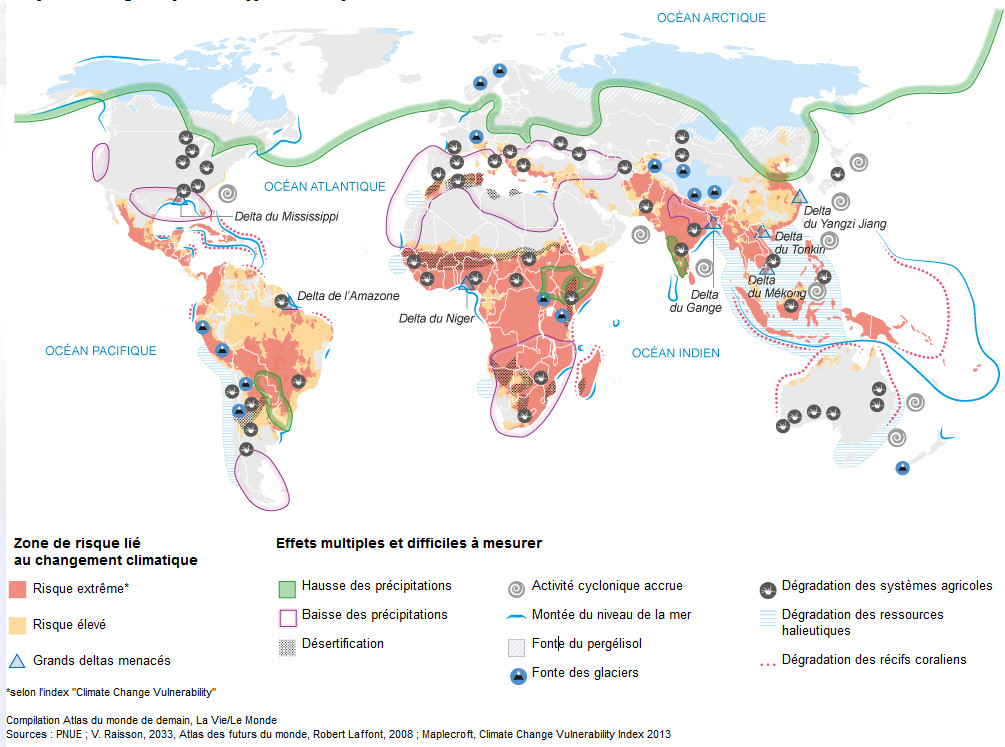 OCÉAN ARCTIQUE
OCÉAN ATLANTIQUE
Delta du Mississippi
Delta
du Yangzi Jiang
Delta
du Tonkin
Delta
du Mékong
Delta de l'Amazone
Delta
du Gange
Delta du Niger
OCÉAN PACIFIQUE
OCÉAN INDIEN
Zone de risque lié
au changement climatique
Risque extrême*
Risque élevé
Grands deltas menacés
*selon l'index "Climate Change Vulnerability"
Effets multiples et difficiles à mesurer
Hausse des précipitations
Baisse des précipitations
Désertification
Activité cyclonique accrue
Montée du niveau de la mer
Fonte du pergélisol
Fonte des glaciers
Dégradation des systèmes agricoles
Dégradation des ressources
halieutiques
Dégradation des récifs coraliens
Compilation Atlas du monde de demain, La Vie/Le Monde
Sources : PNUE ; V. Raisson, 2033, Atlas des futurs du monde, Robert Laffont, 2008 ; Maplecroft, Climate Change Vulnerability Index 2013